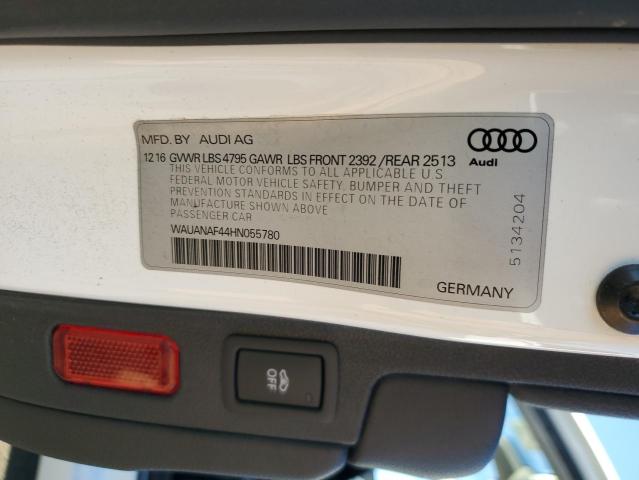 MFD. BY AUDI AG
12 16 GVWR LBS 4795 GAWR LBS FRONT 2392 / REAR 2513
THIS VEHICLE CONFORMS TO ALL APPLICABLE U S
FEDERAL MOTOR VEHICLE SAFETY, BUMPER AND THEFT
PREVENTION STANDARDS IN EFFECT ON THE DATE OF
MANUFACTURE SHOWN ABOVE
PASSENGER CAR
WAUANAF44HN055780
Audi
5134204
GERMANY
OFF